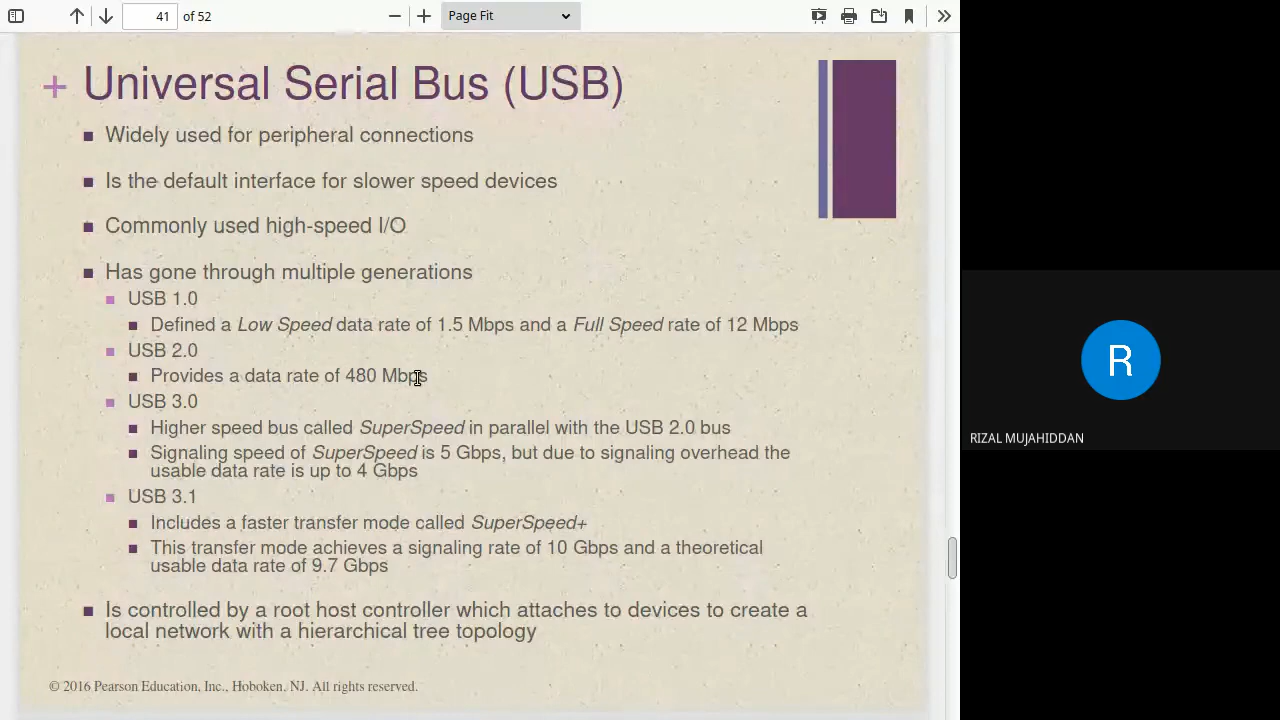 41 of 52
Page Fit
+ Universal Serial Bus (USB)
Widely used for peripheral connections
Is the default interface for slower speed devices
Commonly used high-speed I/O
Has gone through multiple generations
USB 1.0
Defined a Low Speed data rate of 1.5 Mbps and a Full Speed rate of 12 Mbps
USB 2.0
Provides a data rate of 480 Mbps
USB 3.0
Higher speed bus called SuperSpeed in parallel with the USB 2.0 bus
Signaling speed of SuperSpeed is 5 Gbps, but due to signaling overhead the
usable data rate is up to 4 Gbps
USB 3.1
Includes a faster transfer mode called SuperSpeed+
This transfer mode achieves a signaling rate of 10 Gbps and a theoretical
usable data rate of 9.7 Gbps
Is controlled by a root host controller which attaches to devices to create a
local network with a hierarchical tree topology
© 2016 Pearson Education, Inc., Hoboken, NJ. All rights reserved.
R
RIZAL MUJAHIDDAN